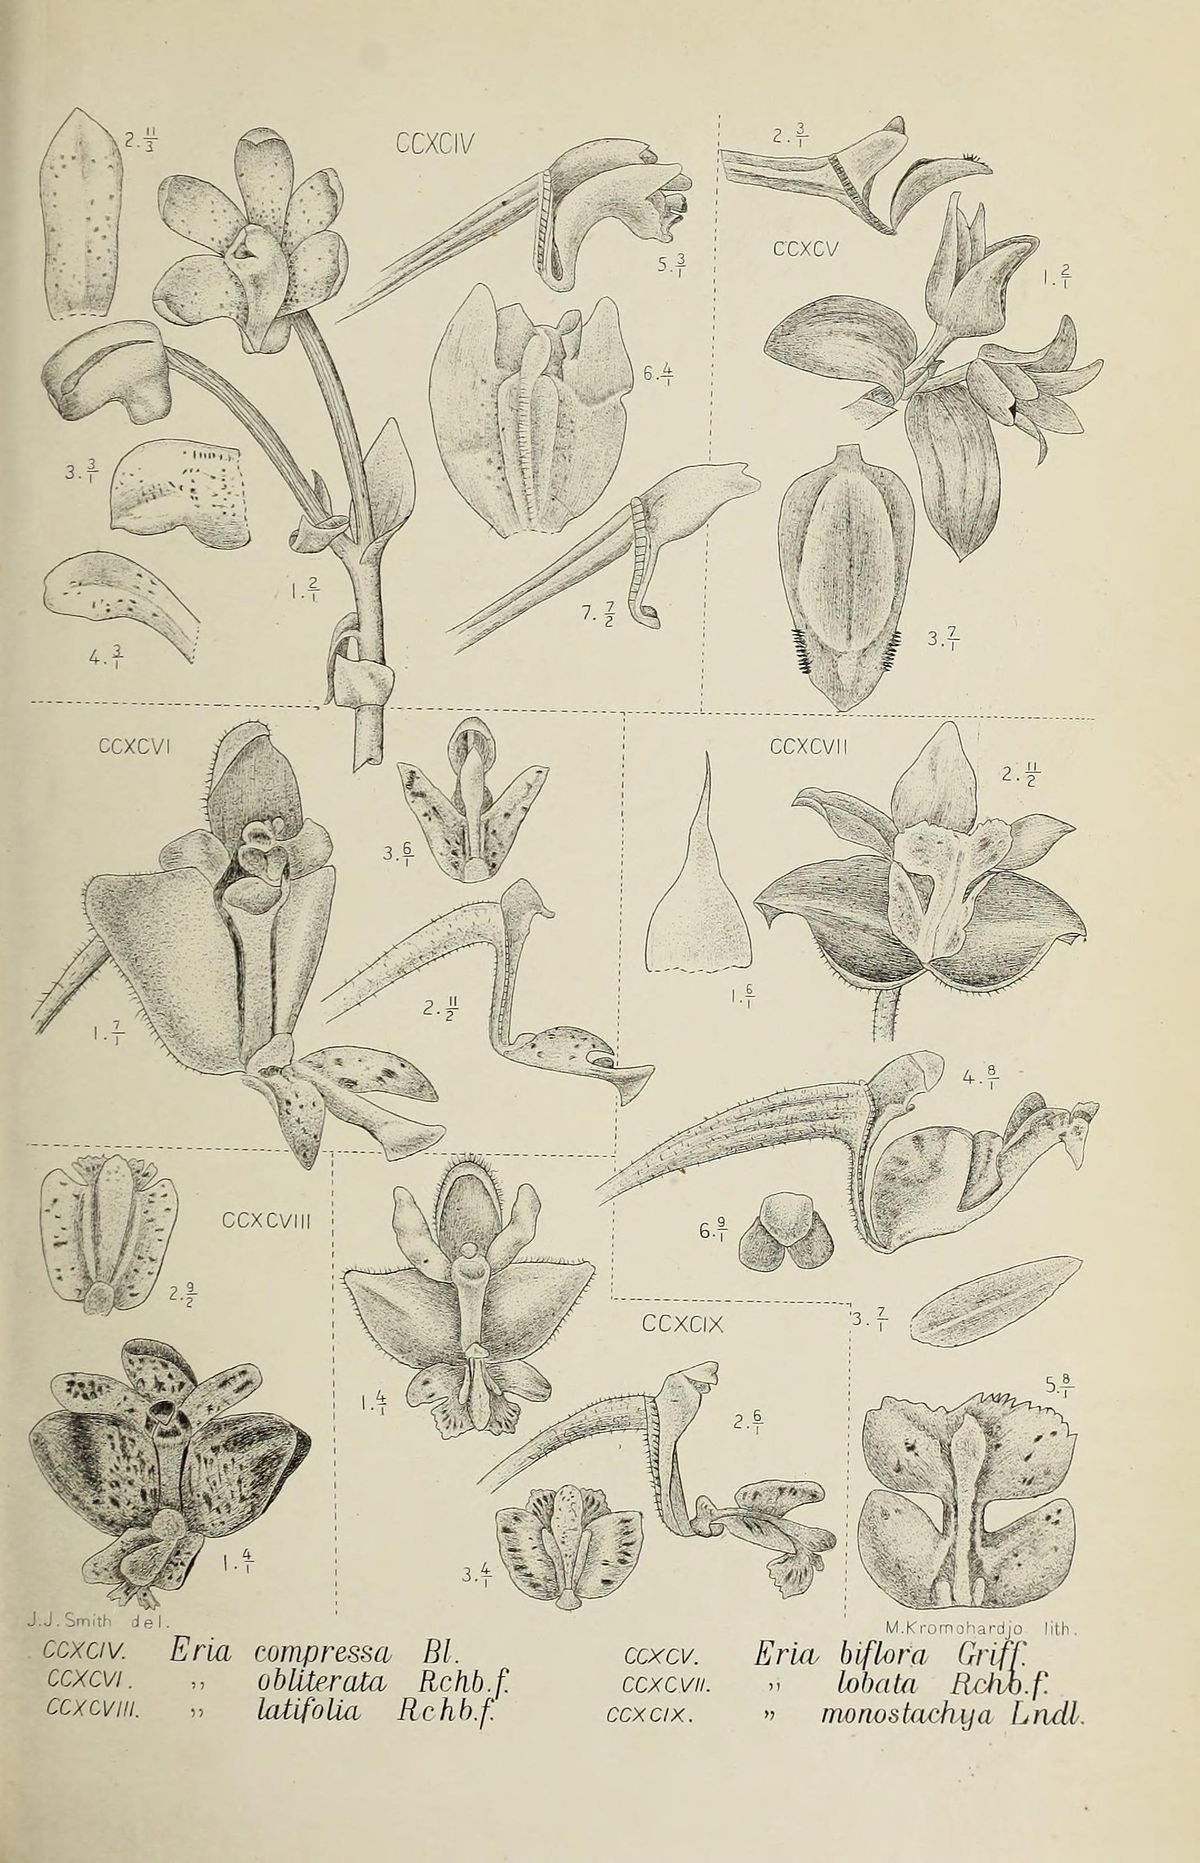 CCXCIV
2. 11/3
5. 3/1
6. 4/1
3. 3/1
1. 2/1
4. 3/1
7. 7/2
2. 3/1
CCXCV
1. 2/1
3. 7/1
CCXCVI
3. 6/1
2. 11/2
1. 7/1
CCXCVII
2. 11/2
1. 6/1
4. 8/1
6. 9/1
3. 7/1
5. 8/1
CCXCVIII
2. 9/2
1. 4/1
CCXCIX
1. 4/1
2. 6/1
3. 4/1
J.J. Smith del.
M. Kromohardjo lith.
CCXCIV. Eria compressa Bl.
CCXCVI. ,, obliterata Rchb.f.
CCXCVIII. ,, latifolia Rchb.f.
CCXCV. Eria biflora Griff.
CCXCVII. ,, lobata Rchb.f.
CCXCIX. ,, monostachya Lndl.